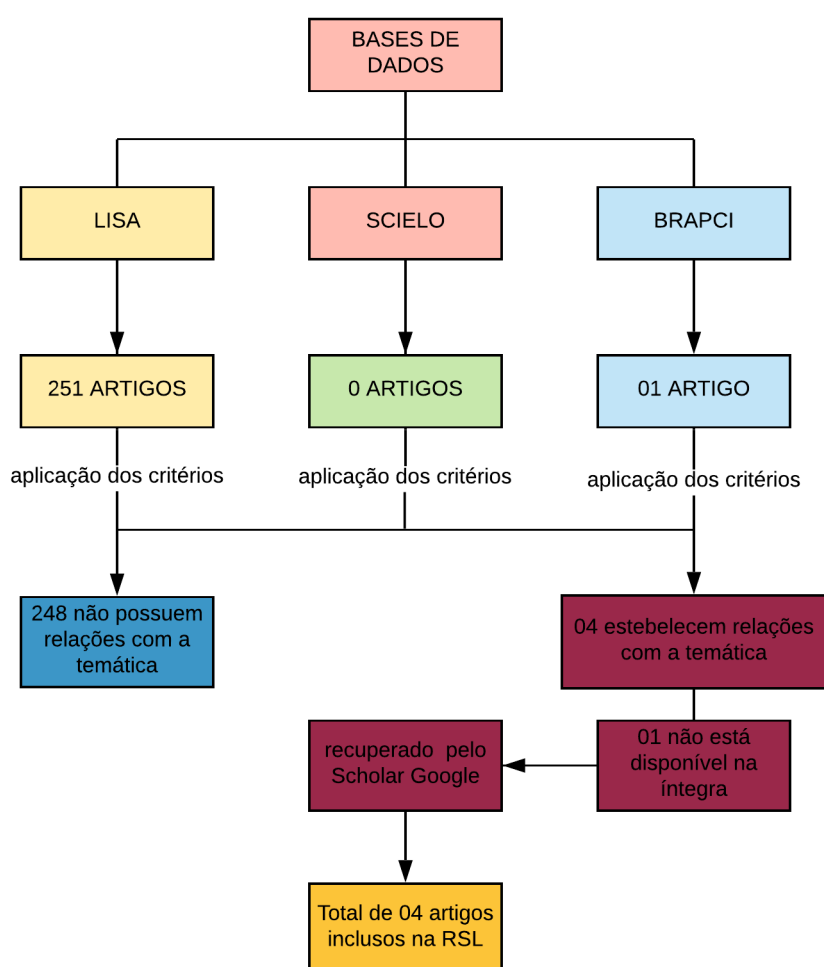 BASES DE
DADOS
LISA
SCIELO
BRAPCI
251 ARTIGOS
0 ARTIGOS
01 ARTIGO
aplicação dos critérios
aplicação dos critérios
aplicação dos critérios
248 não possuem
relações com a
temática
04 estebelecem relações
com a temática
01 não está
disponível na
íntegra
recuperado pelo
Scholar Google
Total de 04 artigos
inclusos na RSL